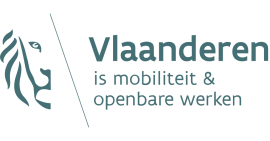 Vlaanderen
is mobiliteit &
openbare werken